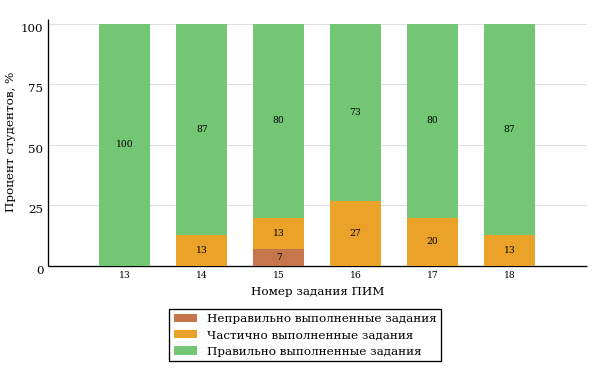 Процент студентов, %
100
75
50
25
0
100
87
13
80
13
7
73
27
80
20
87
13
13 14 15 16 17 18
Номер задания ПИМ
Неправильно выполненные задания
Частично выполненные задания
Правильно выполненные задания